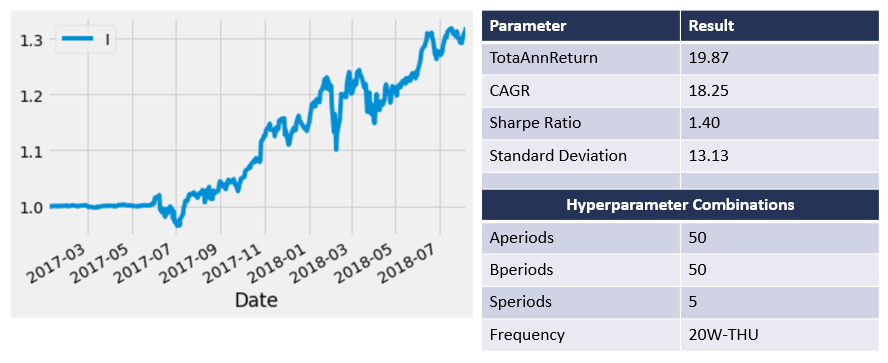 I
1.3
1.2
1.1
1.0
2017-03
2017-05
2017-07
2017-09
2017-11
2018-01
2018-03
2018-05
2018-07
Date
Parameter Result
TotaAnnReturn 19.87
CAGR 18.25
Sharpe Ratio 1.40
Standard Deviation 13.13
Hyperparameter Combinations
Aperiods 50
Bperiods 50
Speriods 5
Frequency 20W-THU